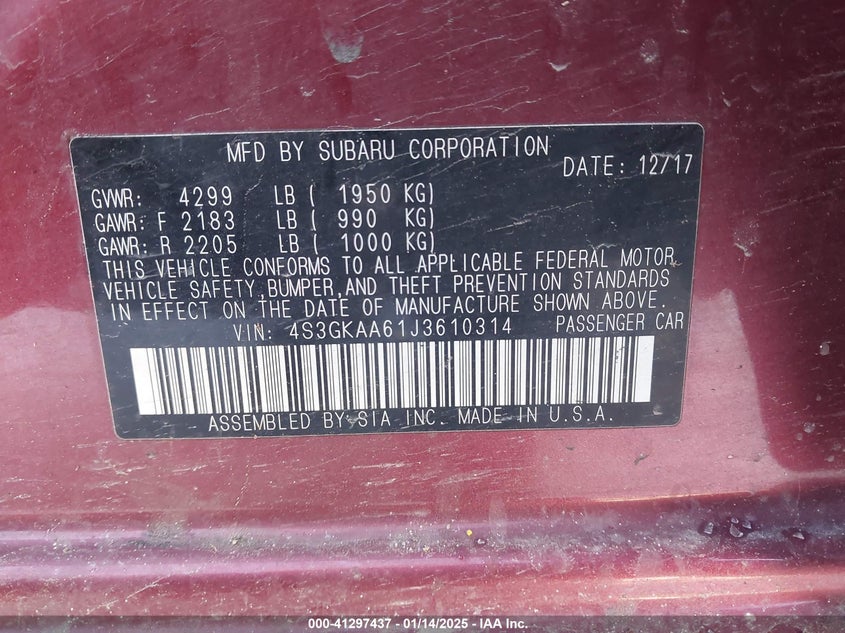 MFD BY SUBARU CORPORATION
DATE: 12/17
GVWR: 4299 LB ( 1950 KG)
GAWR: F 2183 LB ( 990 KG)
GAWR: R 2205 LB ( 1000 KG)
THIS VEHICLE CONFORMS TO ALL APPLICABLE FEDERAL MOTOR
VEHICLE SAFETY, BUMPER, AND THEFT PREVENTION STANDARDS
IN EFFECT ON THE DATE OF MANUFACTURE SHOWN ABOVE.
VIN: 4S3GKAA61J3610314 PASSENGER CAR
ASSEMBLED BY SIA INC. MADE IN U.S.A.
000-41297437 - 01/14/2025 - IAA Inc.